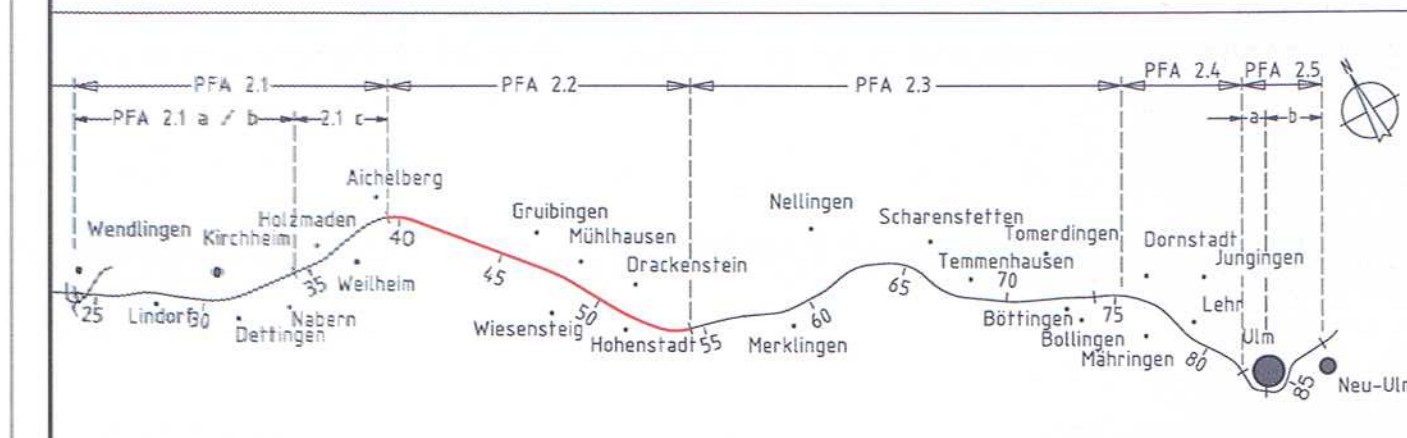 PFA 2.1 PFA 2.2 PFA 2.3 PFA 2.4 PFA 2.5
N
PFA 2.1 a / b 2.1 c a b
Aichelberg
Wendlingen Kirchheim Holzmaden 40 Gruibingen Nellingen Scharenstetten Tomerdingen Dornstadt
Mühlhausen Jungingen
35 Weilheim 45 Drackenstein 65 Temmenhausen 70
25 Lindorf 30 Nabern 50 60 Böttingen 75 Lehr
Dettingen Wiesensteig Hohenstadt 55 Merklingen Bollingen Ulm
Mähringen 80
85 Neu-Ulm